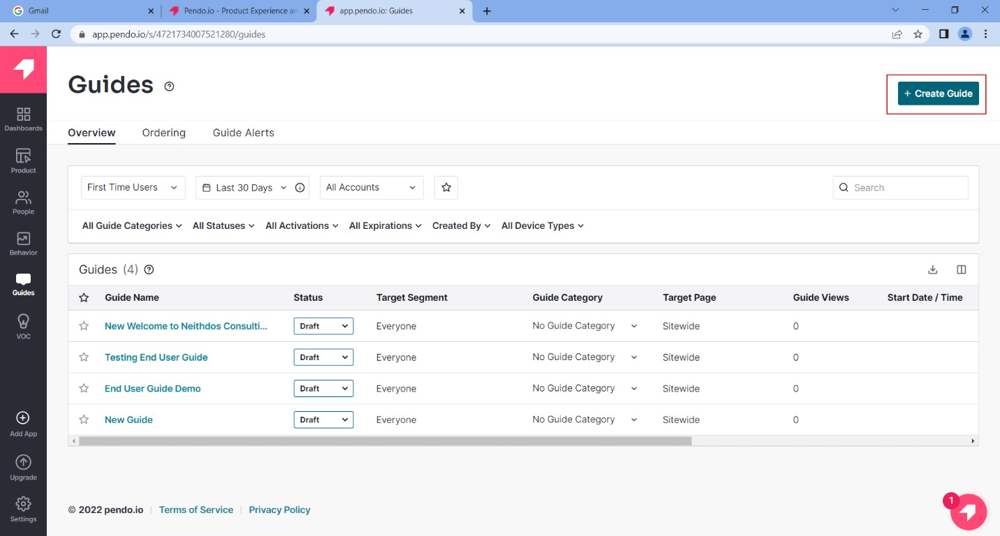 Gmail
Pendo.io - Product Experience an
app.pendo.io: Guides
app.pendo.io/s/4721734007521280/guides
Guides
+ Create Guide
Dashboards
Product
People
Behavior
Guides
VOC
Add App
Upgrade
Settings
Overview Ordering Guide Alerts
First Time Users Last 30 Days All Accounts Search
All Guide Categories All Statuses All Activations All Expirations Created By All Device Types
Guides (4)
Guide Name Status Target Segment Guide Category Target Page Guide Views Start Date / Time
New Welcome to Neithdos Consulti... Draft Everyone No Guide Category Sitewide 0
Testing End User Guide Draft Everyone No Guide Category Sitewide 0
End User Guide Demo Draft Everyone No Guide Category Sitewide 0
New Guide Draft Everyone No Guide Category Sitewide 0
© 2022 pendo.io | Terms of Service | Privacy Policy
1